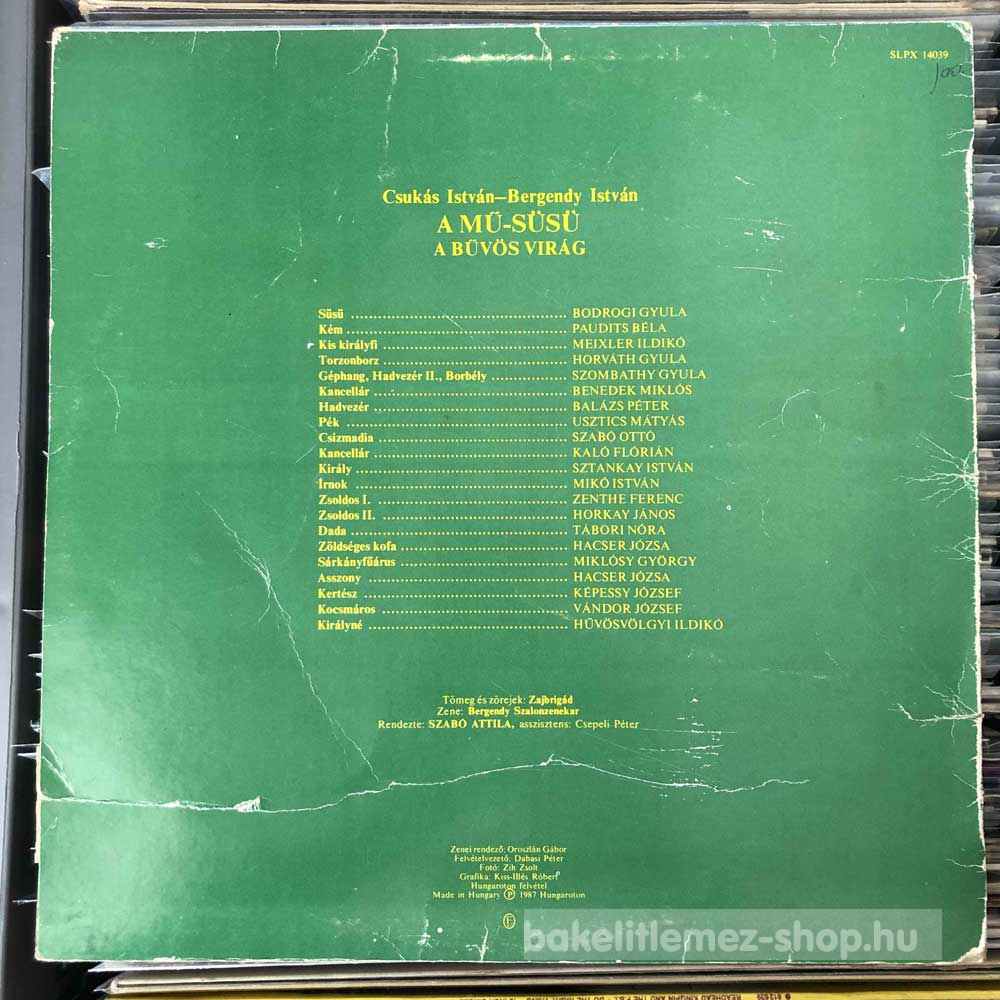 SLPX 14039
Csukás István—Bergendy István
A MŰ-SÜSÜ
A BŰVÖS VIRÁG
Süsü ........ BODROGI GYULA
Kém ........ PAUDITS BÉLA
Kis királyfi ........ MEIXLER ILDIKÓ
Torzonborz ........ HORVÁTH GYULA
Géphang, Hadvezér II., Borbély ........ SZOMBATHY GYULA
Kancellár ........ BENEDEK MIKLÓS
Hadvezér ........ BALÁZS PÉTER
Pék ........ USZTICS MÁTYÁS
Csizmadia ........ SZABÓ OTTÓ
Kancellár ........ KALÓ FLÓRIÁN
Király ........ SZTANKAY ISTVÁN
Írnok ........ MIKÓ ISTVÁN
Zsoldos I. ........ ZENTHE FERENC
Zsoldos II. ........ HORKAY JÁNOS
Dada ........ TÁBORI NÓRA
Zöldséges kofa ........ HACSER JÓZSA
Sárkányfűárus ........ MIKLÓSY GYÖRGY
Asszony ........ HACSER JÓZSA
Kertész ........ KÉPESSY JÓZSEF
Kocsmáros ........ VÁNDOR JÓZSEF
Királyné ........ HŰVÖSVÖLGYI ILDIKÓ
Tömeg és zörejek: Zajbrigád
Zene: Bergendy Szalonzenekar
Rendezte: SZABÓ ATTILA, asszisztens: Csepeli Péter
Zenei rendező: Oroszlán Gábor
Felvételvezető: Dabasi Péter
Fotó: Zih Zsolt
Grafika: Kiss-Illés Róbert
Hungaroton felvétel
Made in Hungary Ⓟ 1987 Hungaroton
bakelitlemez-shop.hu